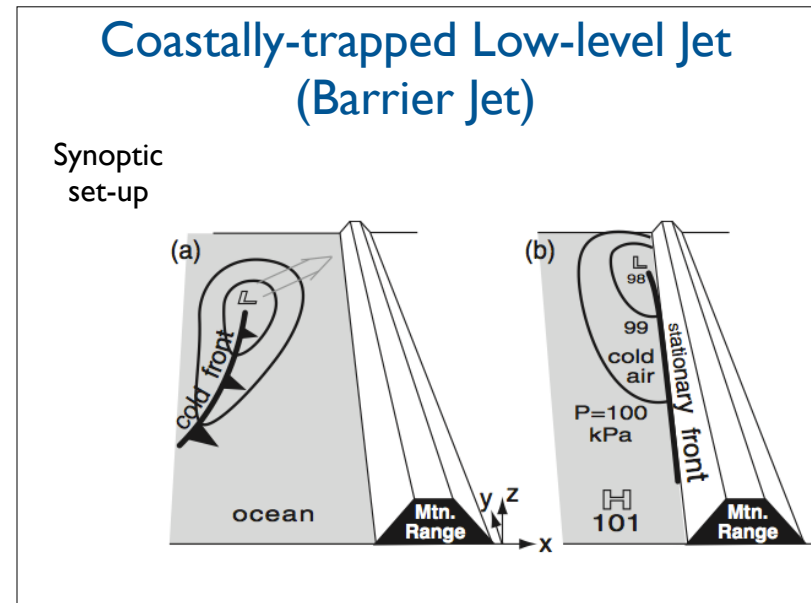 Coastally-trapped Low-level Jet
(Barrier Jet)
Synoptic
set-up
(a)
L
cold front
ocean
Mtn.
Range
y
z
x
(b)
L
98
99
cold
air
stationary front
P=100
kPa
H
101
Mtn.
Range